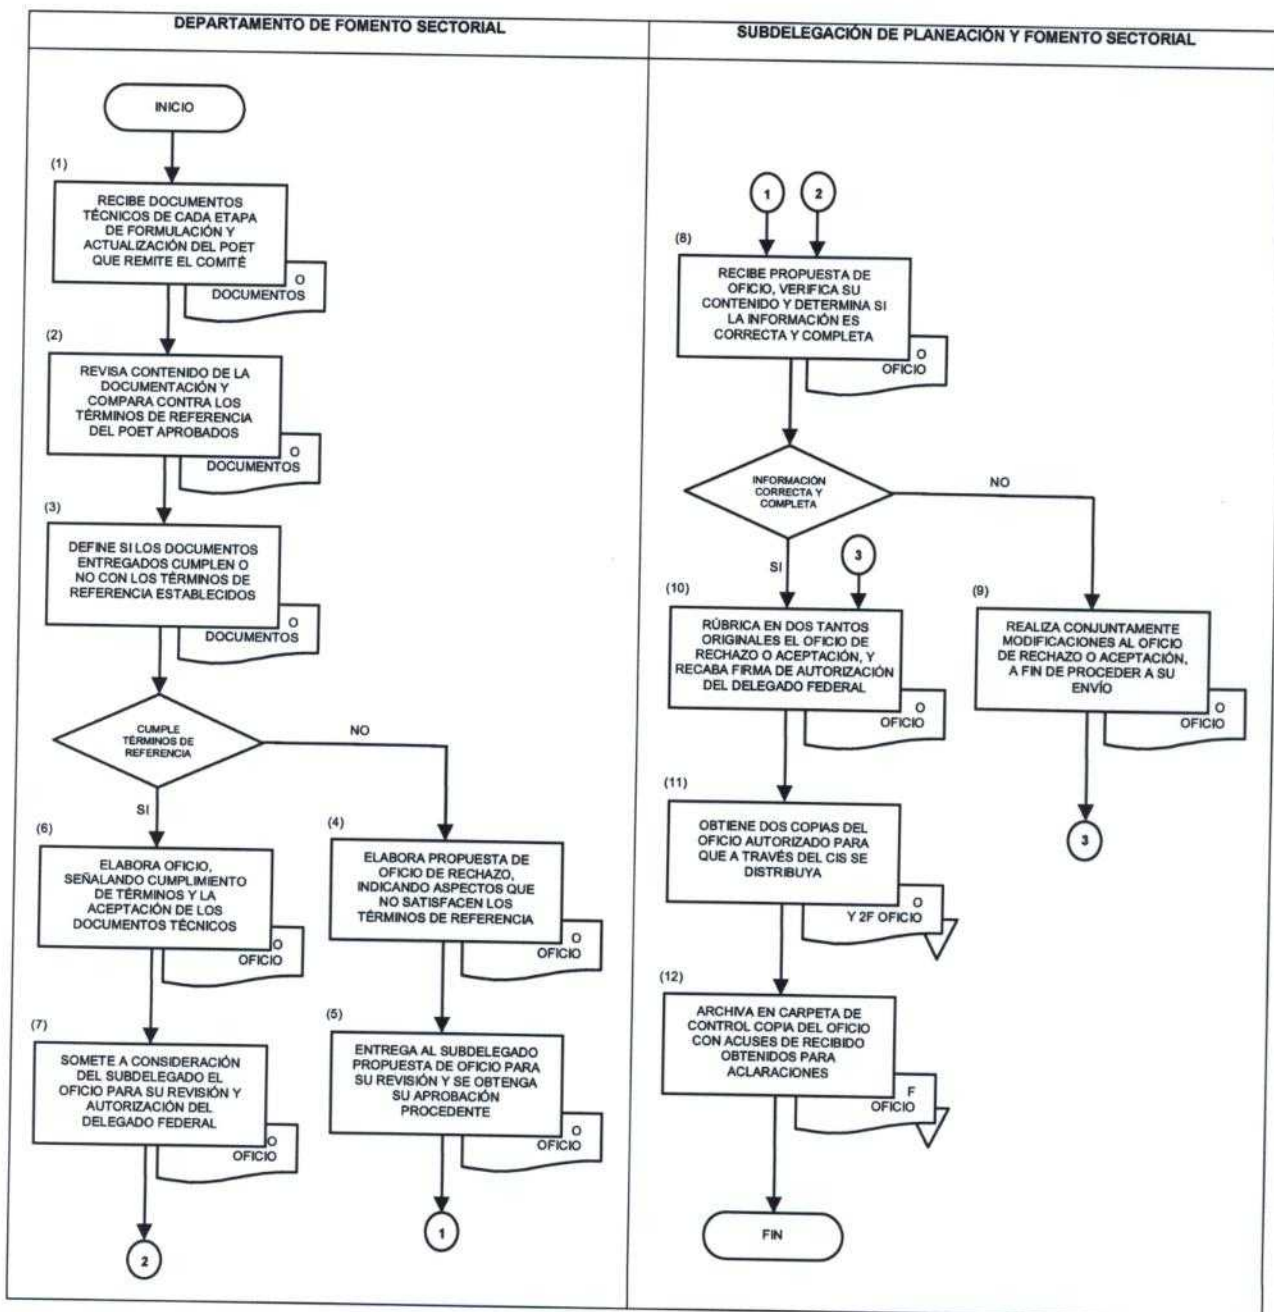 DEPARTAMENTO DE FOMENTO SECTORIAL
INICIO
(1)
RECIBE DOCUMENTOS
TÉCNICOS DE CADA ETAPA
DE FORMULACIÓN Y
ACTUALIZACIÓN DEL POET
QUE REMITE EL COMITÉ
O
DOCUMENTOS
(2)
REVISA CONTENIDO DE LA
DOCUMENTACIÓN Y
COMPARA CONTRA LOS
TÉRMINOS DE REFERENCIA
DEL POET APROBADOS
O
DOCUMENTOS
(3)
DEFINE SI LOS DOCUMENTOS
ENTREGADOS CUMPLEN O
NO CON LOS TÉRMINOS DE
REFERENCIA ESTABLECIDOS
O
DOCUMENTOS
CUMPLE
TÉRMINOS DE
REFERENCIA
NO
SI
(6)
ELABORA OFICIO,
SEÑALANDO CUMPLIMIENTO
DE TÉRMINOS Y LA
ACEPTACIÓN DE LOS
DOCUMENTOS TÉCNICOS
O
OFICIO
(7)
SOMETE A CONSIDERACIÓN
DEL SUBDELEGADO EL
OFICIO PARA SU REVISIÓN Y
AUTORIZACIÓN DEL
DELEGADO FEDERAL
O
OFICIO
2
(4)
ELABORA PROPUESTA DE
OFICIO DE RECHAZO,
INDICANDO ASPECTOS QUE
NO SATISFACEN LOS
TÉRMINOS DE REFERENCIA
O
OFICIO
(5)
ENTREGA AL SUBDELEGADO
PROPUESTA DE OFICIO PARA
SU REVISIÓN Y SE OBTENGA
SU APROBACIÓN
PROCEDENTE
O
OFICIO
1
SUBDELEGACIÓN DE PLANEACIÓN Y FOMENTO SECTORIAL
1
2
(8)
RECIBE PROPUESTA DE
OFICIO, VERIFICA SU
CONTENIDO Y DETERMINA SI
LA INFORMACIÓN ES
CORRECTA Y COMPLETA
O
OFICIO
INFORMACIÓN
CORRECTA Y
COMPLETA
NO
SI
3
(10)
RÚBRICA EN DOS TANTOS
ORIGINALES EL OFICIO DE
RECHAZO O ACEPTACIÓN, Y
RECABA FIRMA DE AUTORIZACIÓN
DEL DELEGADO FEDERAL
O
OFICIO
(9)
REALIZA CONJUNTAMENTE
MODIFICACIONES AL OFICIO
DE RECHAZO O ACEPTACIÓN,
A FIN DE PROCEDER A SU
ENVÍO
O
OFICIO
3
(11)
OBTIENE DOS COPIAS DEL
OFICIO AUTORIZADO PARA
QUE A TRAVÉS DEL CIS SE
DISTRIBUYA
O
Y 2F OFICIO
(12)
ARCHIVA EN CARPETA DE
CONTROL COPIA DEL OFICIO
CON ACUSES DE RECIBIDO
OBTENIDOS PARA
ACLARACIONES
F
OFICIO
FIN